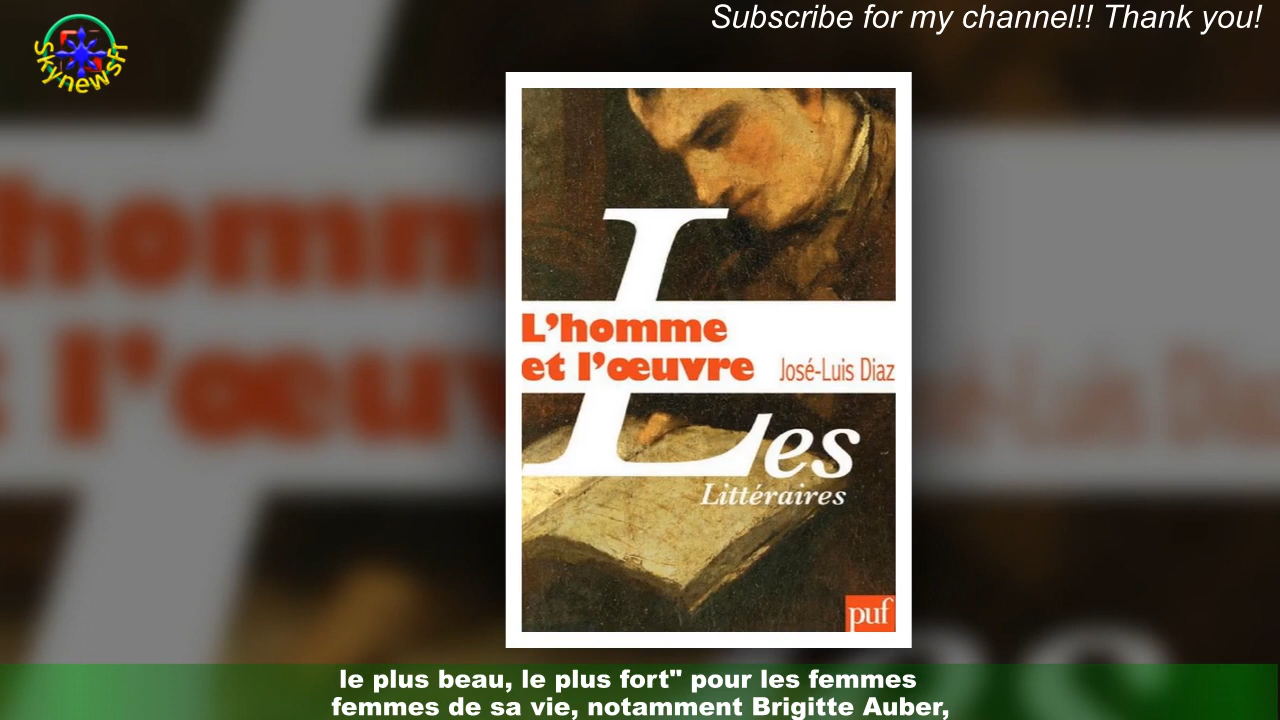 Subscribe for my channel!! Thank you!
SkynewsFr
L'homme
et l'œuvre
José-Luis Diaz
Les
Littéraires
puf
le plus beau, le plus fort" pour les femmes
femmes de sa vie, notamment Brigitte Auber,